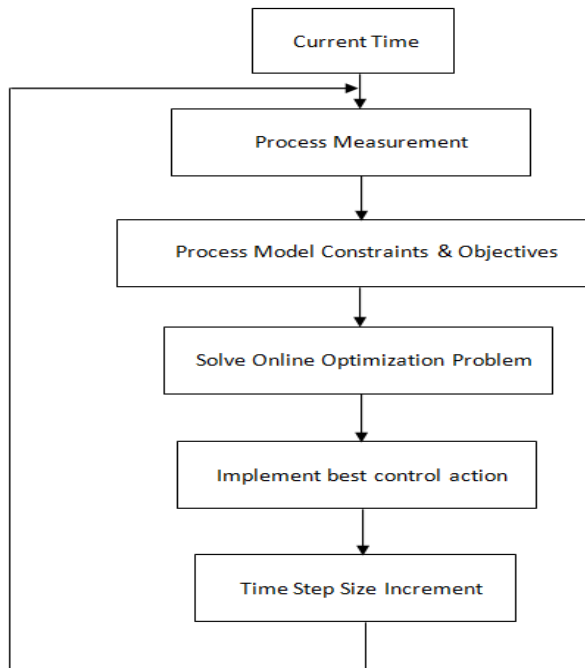 Current Time
Process Measurement
Process Model Constraints & Objectives
Solve Online Optimization Problem
Implement best control action
Time Step Size Increment